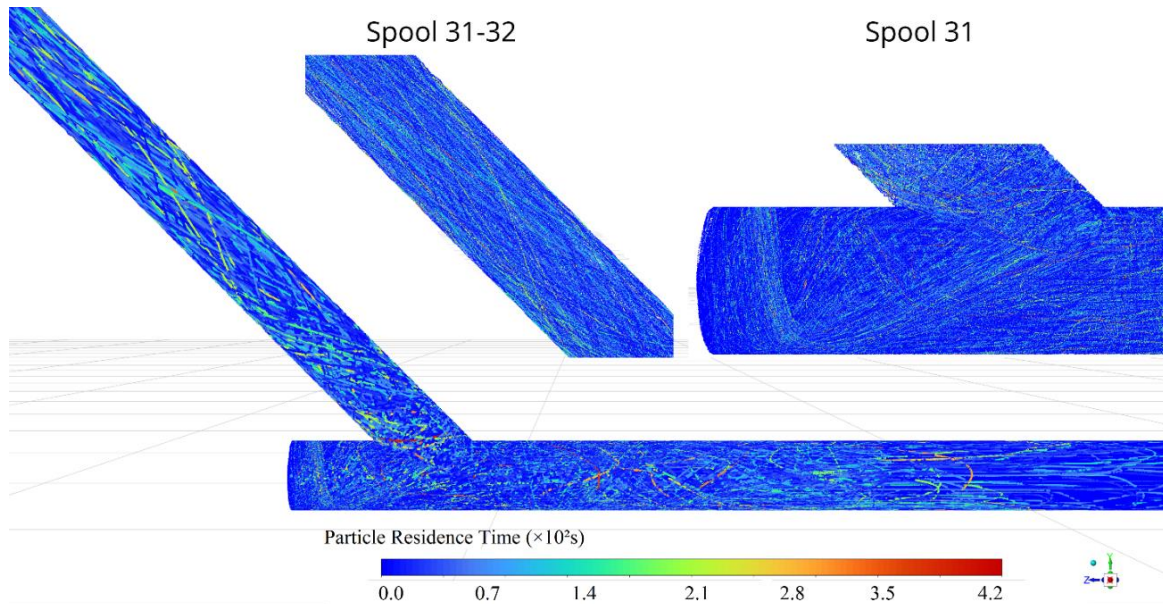 Spool 31-32
Spool 31
Particle Residence Time (×10²s)
0.0 0.7 1.4 2.1 2.8 3.5 4.2
Y
Z